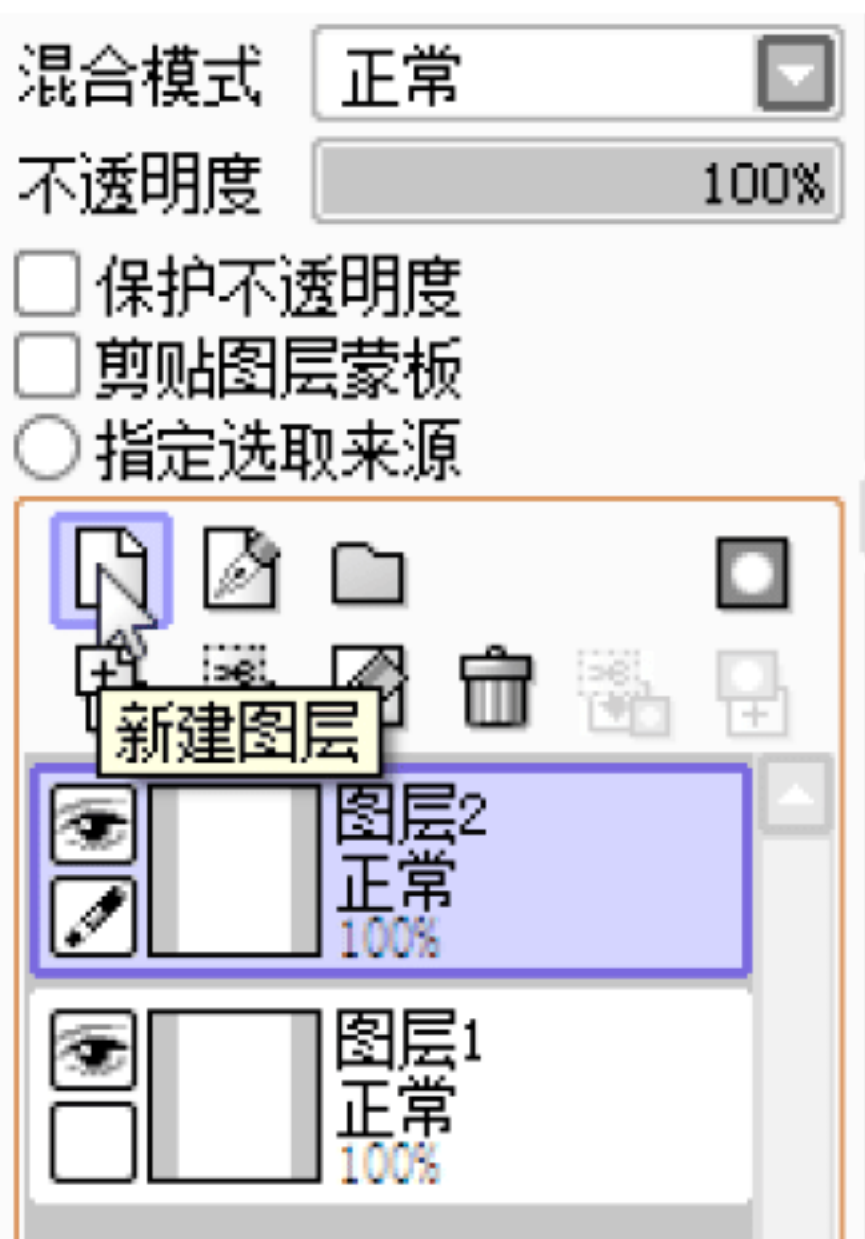 混合模式 正常
不透明度 100%
保护不透明度
剪贴图层蒙板
指定选取来源
新建图层
图层2
正常
100%
图层1
正常
100%